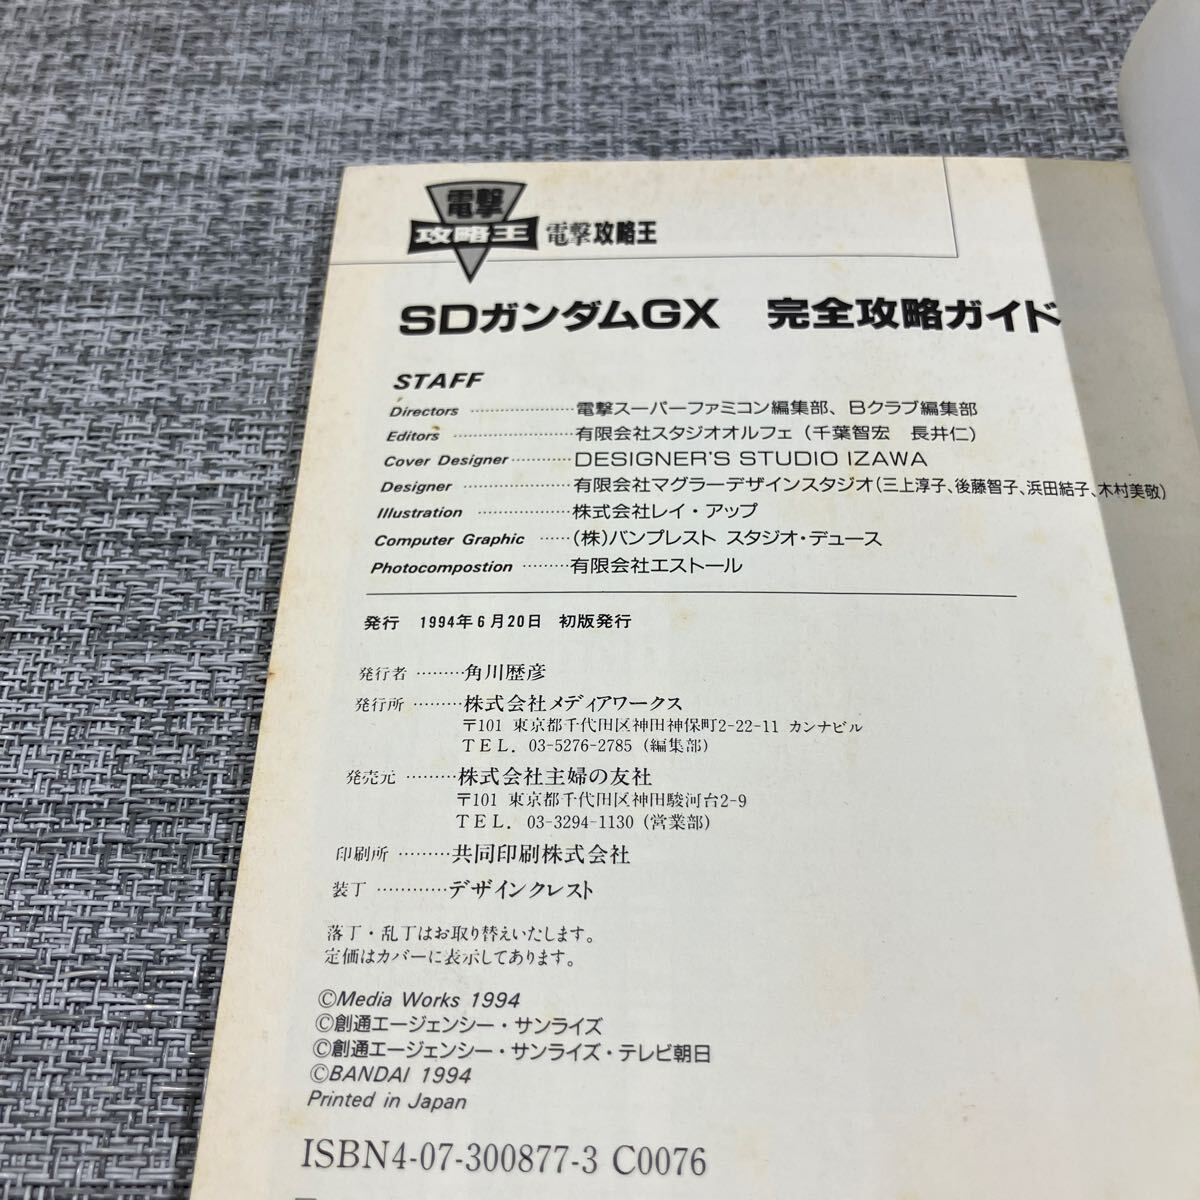 電撃
攻略王 電撃攻略王
SDガンダムGX 完全攻略ガイド
STAFF
Directors ………………… 電撃スーパーファミコン編集部、Bクラブ編集部
Editors ………………… 有限会社スタジオオルフェ(千葉智宏 長井仁)
Cover Designer ………… DESIGNER'S STUDIO IZAWA
Designer ………………… 有限会社マグラーデザインスタジオ(三上淳子、後藤智子、浜田結子、木村美敬)
Illustration ……………… 株式会社レイ・アップ
Computer Graphic …… (株)バンプレスト スタジオ・デュース
Photocompostion ……… 有限会社エストール
発行 1994年6月20日 初版発行
発行者 ……… 角川歴彦
発行所 ……… 株式会社メディアワークス
〒101 東京都千代田区神田神保町2-22-11 カンナビル
TEL. 03-5276-2785 (編集部)
発売元 ……… 株式会社主婦の友社
〒101 東京都千代田区神田駿河台2-9
TEL. 03-3294-1130 (営業部)
印刷所 ……… 共同印刷株式会社
装丁 ………… デザインクレスト
落丁・乱丁はお取り替えいたします。
定価はカバーに表示してあります。
©Media Works 1994
©創通エージェンシー・サンライズ
©創通エージェンシー・サンライズ・テレビ朝日
©BANDAI 1994
Printed in Japan
ISBN4-07-300877-3 C0076